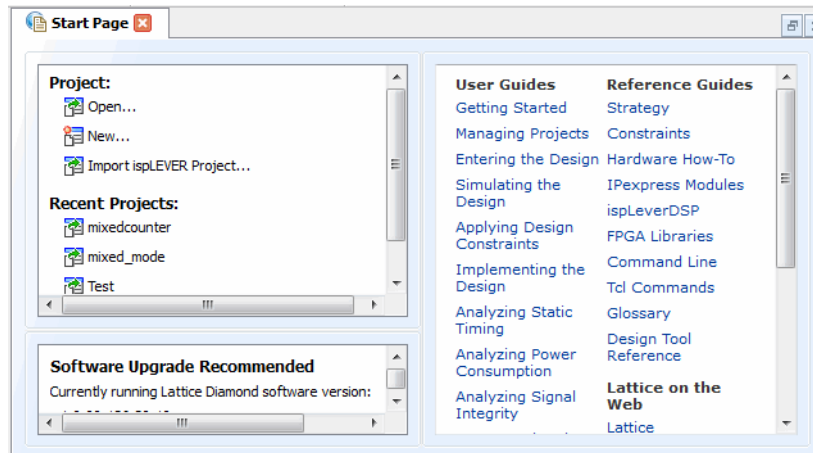 Start Page
Project:
Open...
New...
Import ispLEVER Project...
Recent Projects:
mixedcounter
mixed_mode
Test
Software Upgrade Recommended
Currently running Lattice Diamond software version:
User Guides
Getting Started
Managing Projects
Entering the Design
Simulating the
Design
Applying Design
Constraints
Implementing the
Design
Analyzing Static
Timing
Analyzing Power
Consumption
Analyzing Signal
Integrity
Reference Guides
Strategy
Constraints
Hardware How-To
IPexpress Modules
ispLeverDSP
FPGA Libraries
Command Line
Tcl Commands
Glossary
Design Tool
Reference
Lattice on the
Web
Lattice